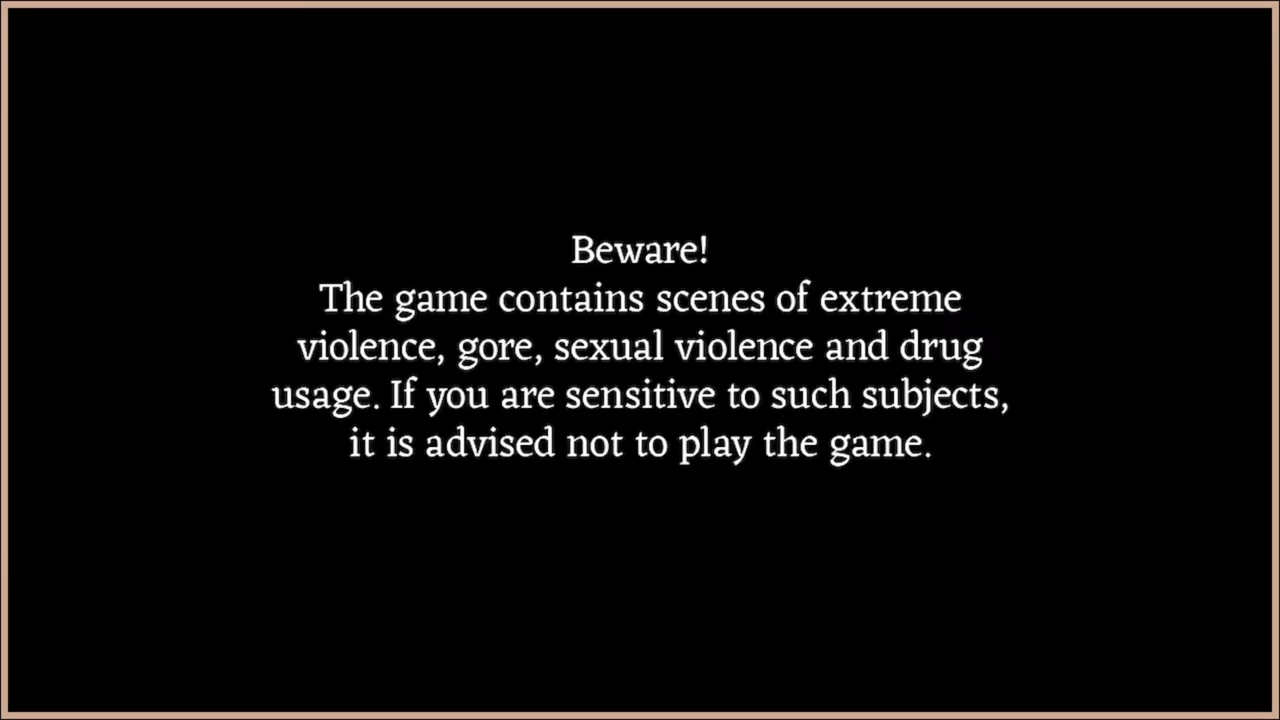 Beware!
The game contains scenes of extreme
violence, gore, sexual violence and drug
usage. If you are sensitive to such subjects,
it is advised not to play the game.